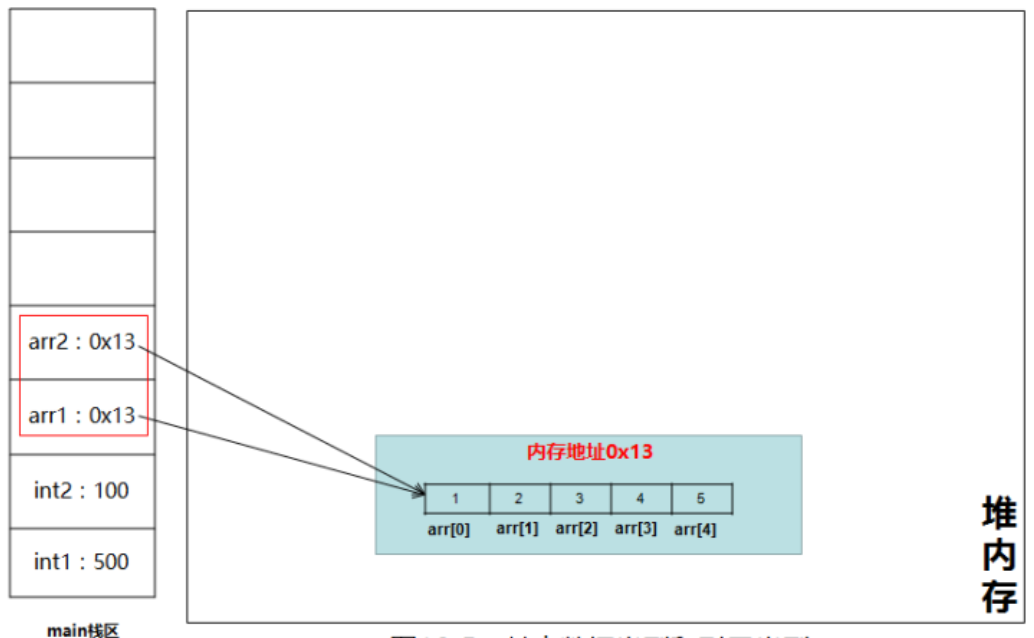 arr2：0x13
arr1：0x13
int2：100
int1：500
main栈区
内存地址0x13
1 2 3 4 5
arr[0] arr[1] arr[2] arr[3] arr[4]
堆
内
存